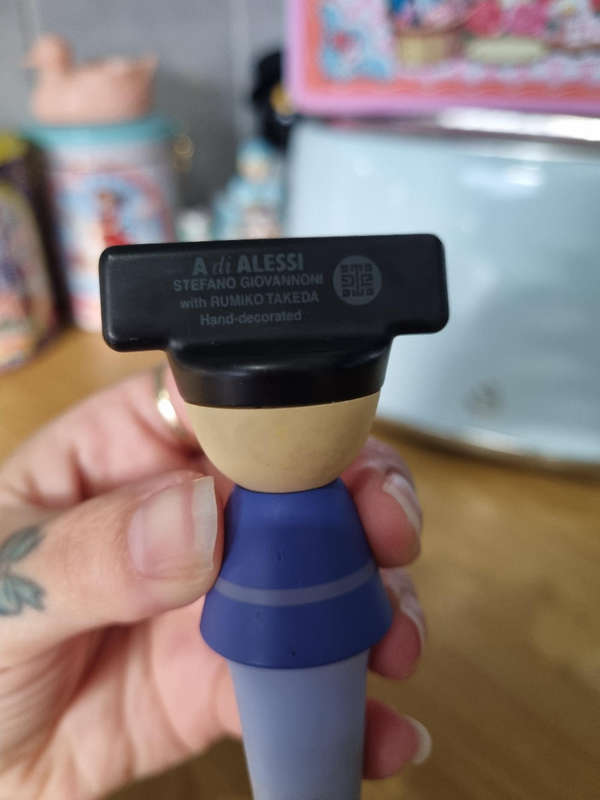 A di ALESSI
STEFANO GIOVANNONI
with RUMIKO TAKEDA
Hand-decorated